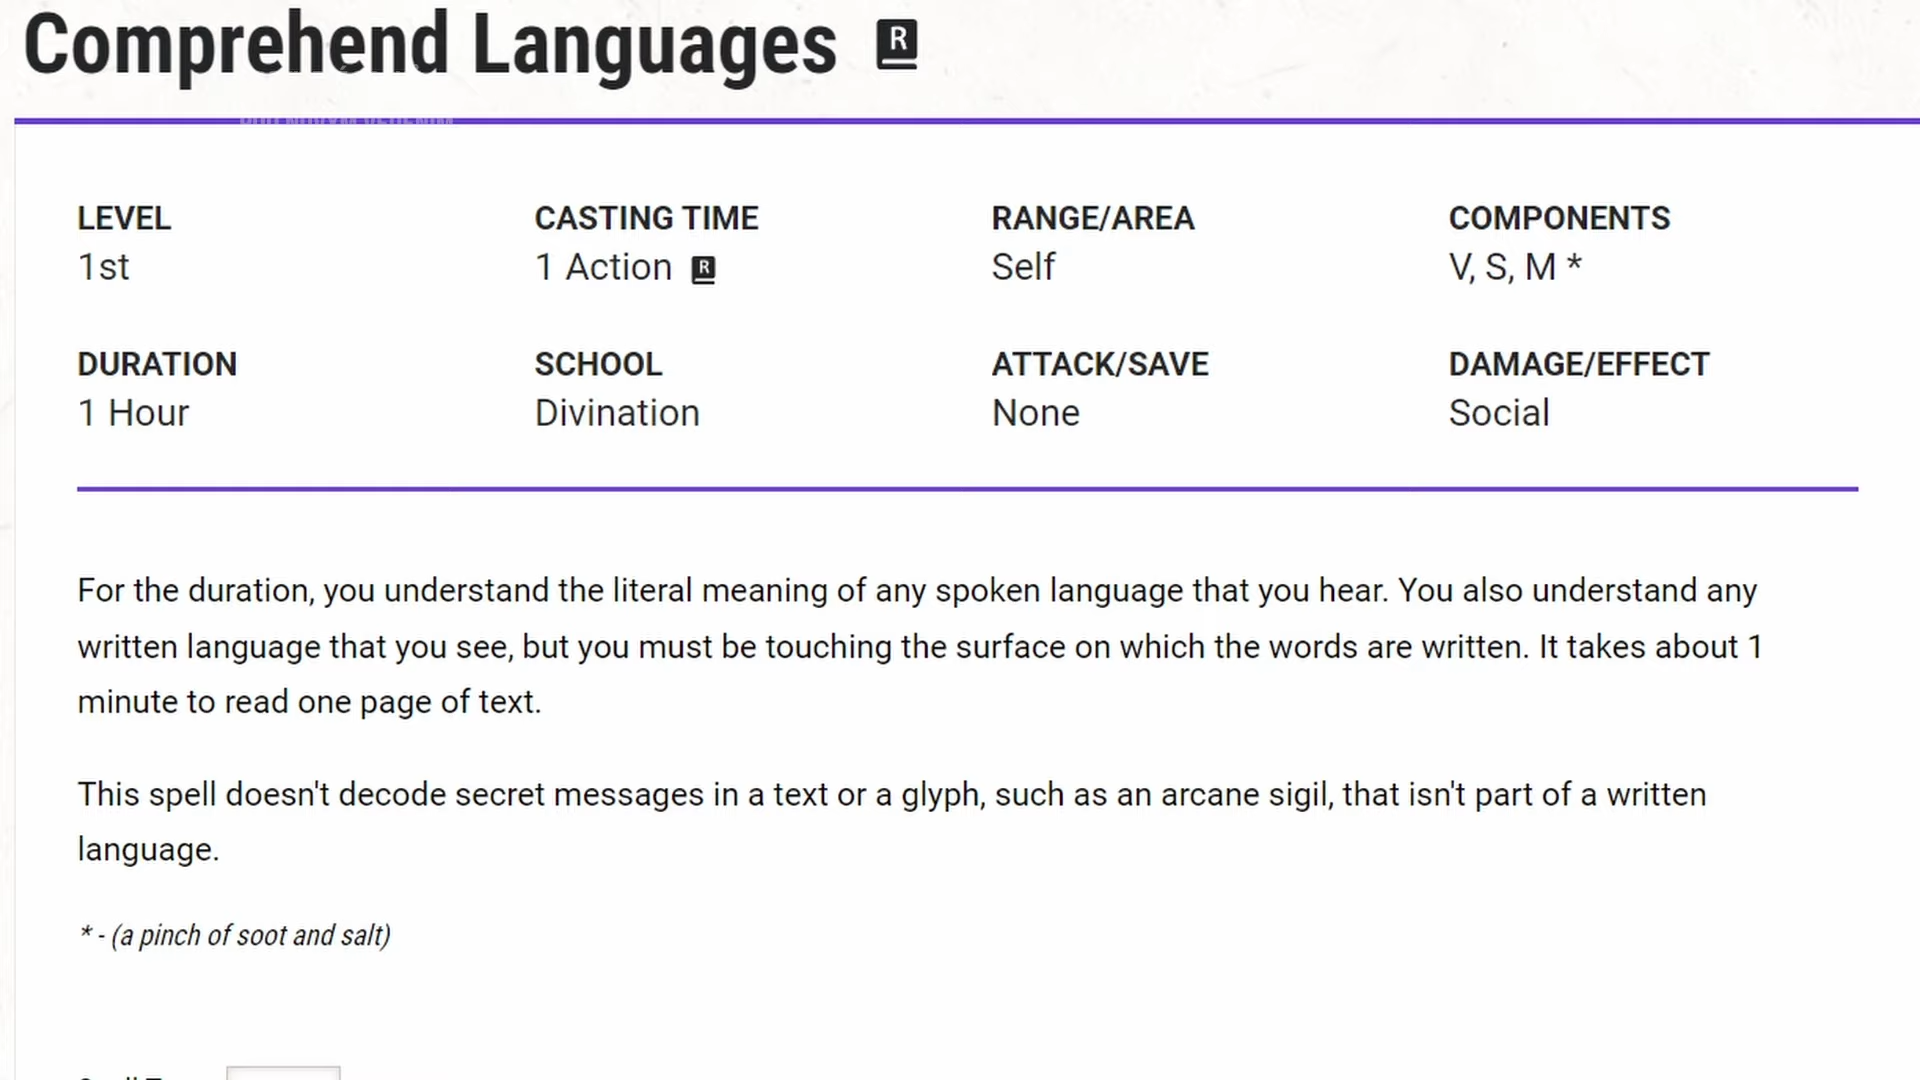 Comprehend Languages R
LEVEL
1st
CASTING TIME
1 Action R
RANGE/AREA
Self
COMPONENTS
V, S, M *
DURATION
1 Hour
SCHOOL
Divination
ATTACK/SAVE
None
DAMAGE/EFFECT
Social
For the duration, you understand the literal meaning of any spoken language that you hear. You also understand any
written language that you see, but you must be touching the surface on which the words are written. It takes about 1
minute to read one page of text.
This spell doesn't decode secret messages in a text or a glyph, such as an arcane sigil, that isn't part of a written
language.
* - (a pinch of soot and salt)